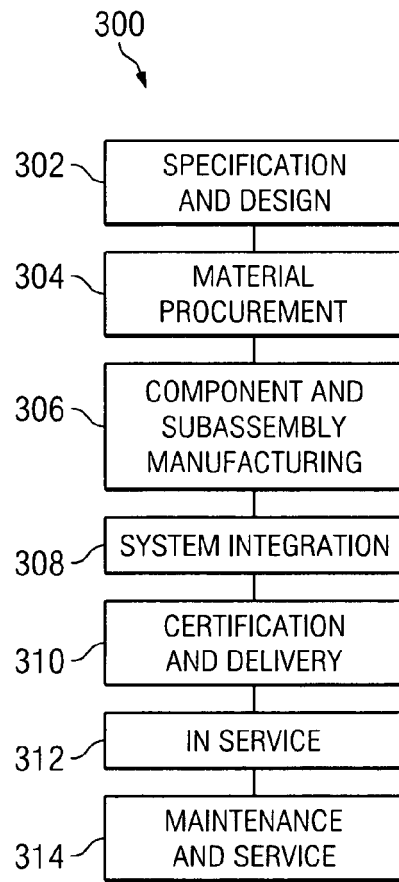 300
302
SPECIFICATION
AND DESIGN
304
MATERIAL
PROCUREMENT
306
COMPONENT AND
SUBASSEMBLY
MANUFACTURING
308
SYSTEM INTEGRATION
310
CERTIFICATION
AND DELIVERY
312
IN SERVICE
314
MAINTENANCE
AND SERVICE